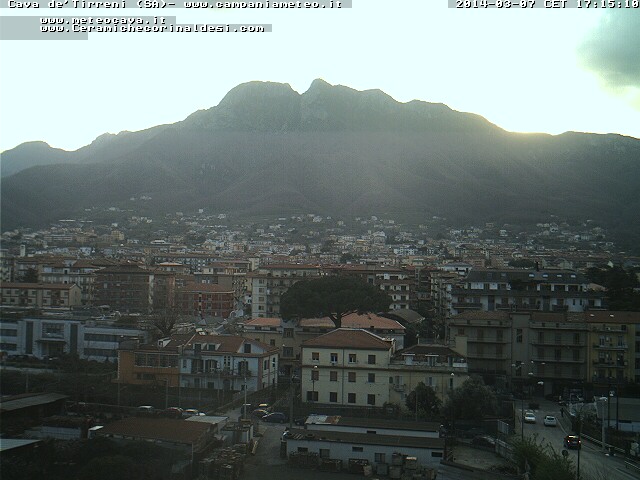 Cava de'Tirreni (SA)- www.campaniameteo.it 2014-03-07 CET 17:15:10
www.meteocava.it
www.Ceramichecorinaldesi.com